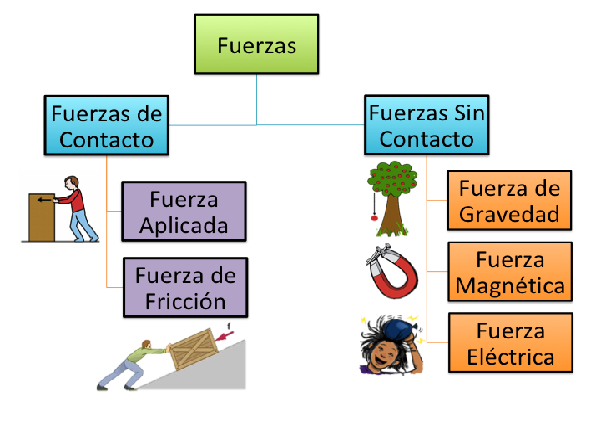 Fuerzas
Fuerzas de
Contacto
Fuerza
Aplicada
Fuerza de
Fricción
Fuerzas Sin
Contacto
Fuerza de
Gravedad
Fuerza
Magnética
Fuerza
Eléctrica